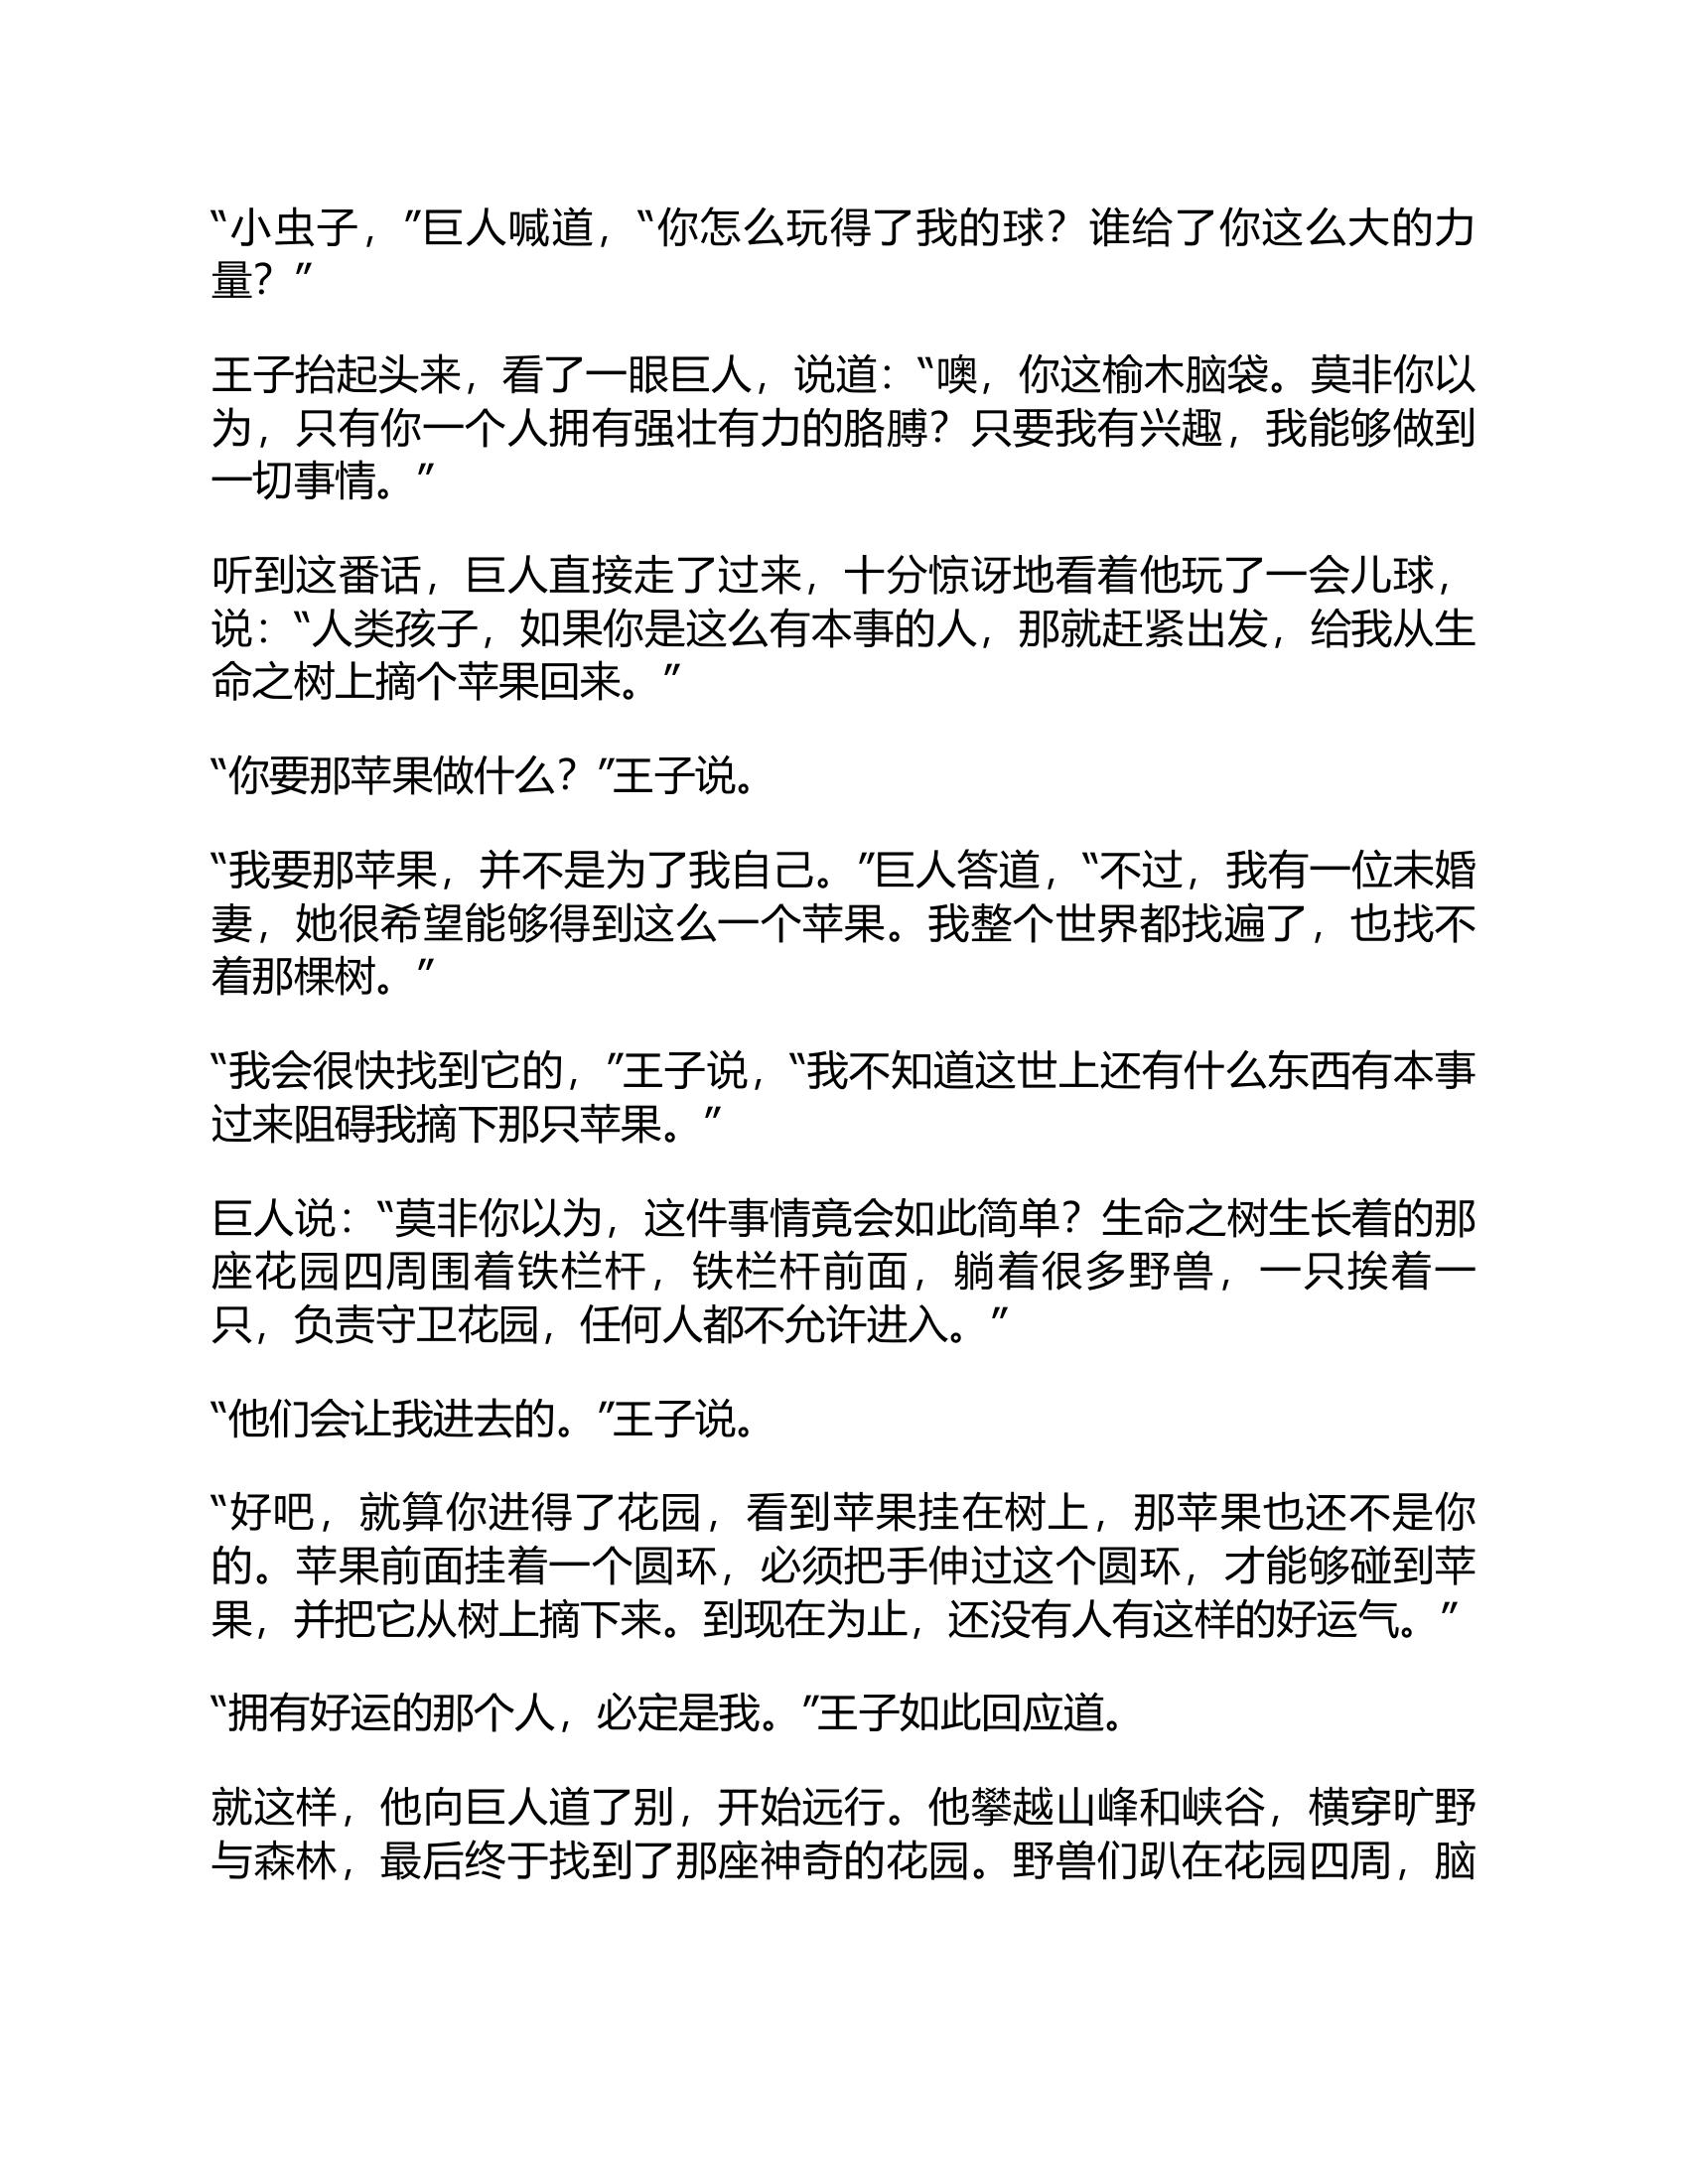 “小虫子，”巨人喊道，“你怎么玩得了我的球？谁给了你这么大的力
量？”
王子抬起头来，看了一眼巨人，说道：“噢，你这榆木脑袋。莫非你以
为，只有你一个人拥有强壮有力的胳膊？只要我有兴趣，我能够做到
一切事情。”
听到这番话，巨人直接走了过来，十分惊讶地看着他玩了一会儿球，
说：“人类孩子，如果你是这么有本事的人，那就赶紧出发，给我从生
命之树上摘个苹果回来。”
“你要那苹果做什么？”王子说。
“我要那苹果，并不是为了我自己。”巨人答道，“不过，我有一位未婚
妻，她很希望能够得到这么一个苹果。我整个世界都找遍了，也找不
着那棵树。”
“我会很快找到它的，”王子说，“我不知道这世上还有什么东西有本事
过来阻碍我摘下那只苹果。”
巨人说：“莫非你以为，这件事情竟会如此简单？生命之树生长着的那
座花园四周围着铁栏杆，铁栏杆前面，躺着很多野兽，一只挨着一
只，负责守卫花园，任何人都不允许进入。”
“他们会让我进去的。”王子说。
“好吧，就算你进得了花园，看到苹果挂在树上，那苹果也还不是你
的。苹果前面挂着一个圆环，必须把手伸过这个圆环，才能够碰到苹
果，并把它从树上摘下来。到现在为止，还没有人有这样的好运气。”
“拥有好运的那个人，必定是我。”王子如此回应道。
就这样，他向巨人道了别，开始远行。他攀越山峰和峡谷，横穿旷野
与森林，最后终于找到了那座神奇的花园。野兽们趴在花园四周，脑